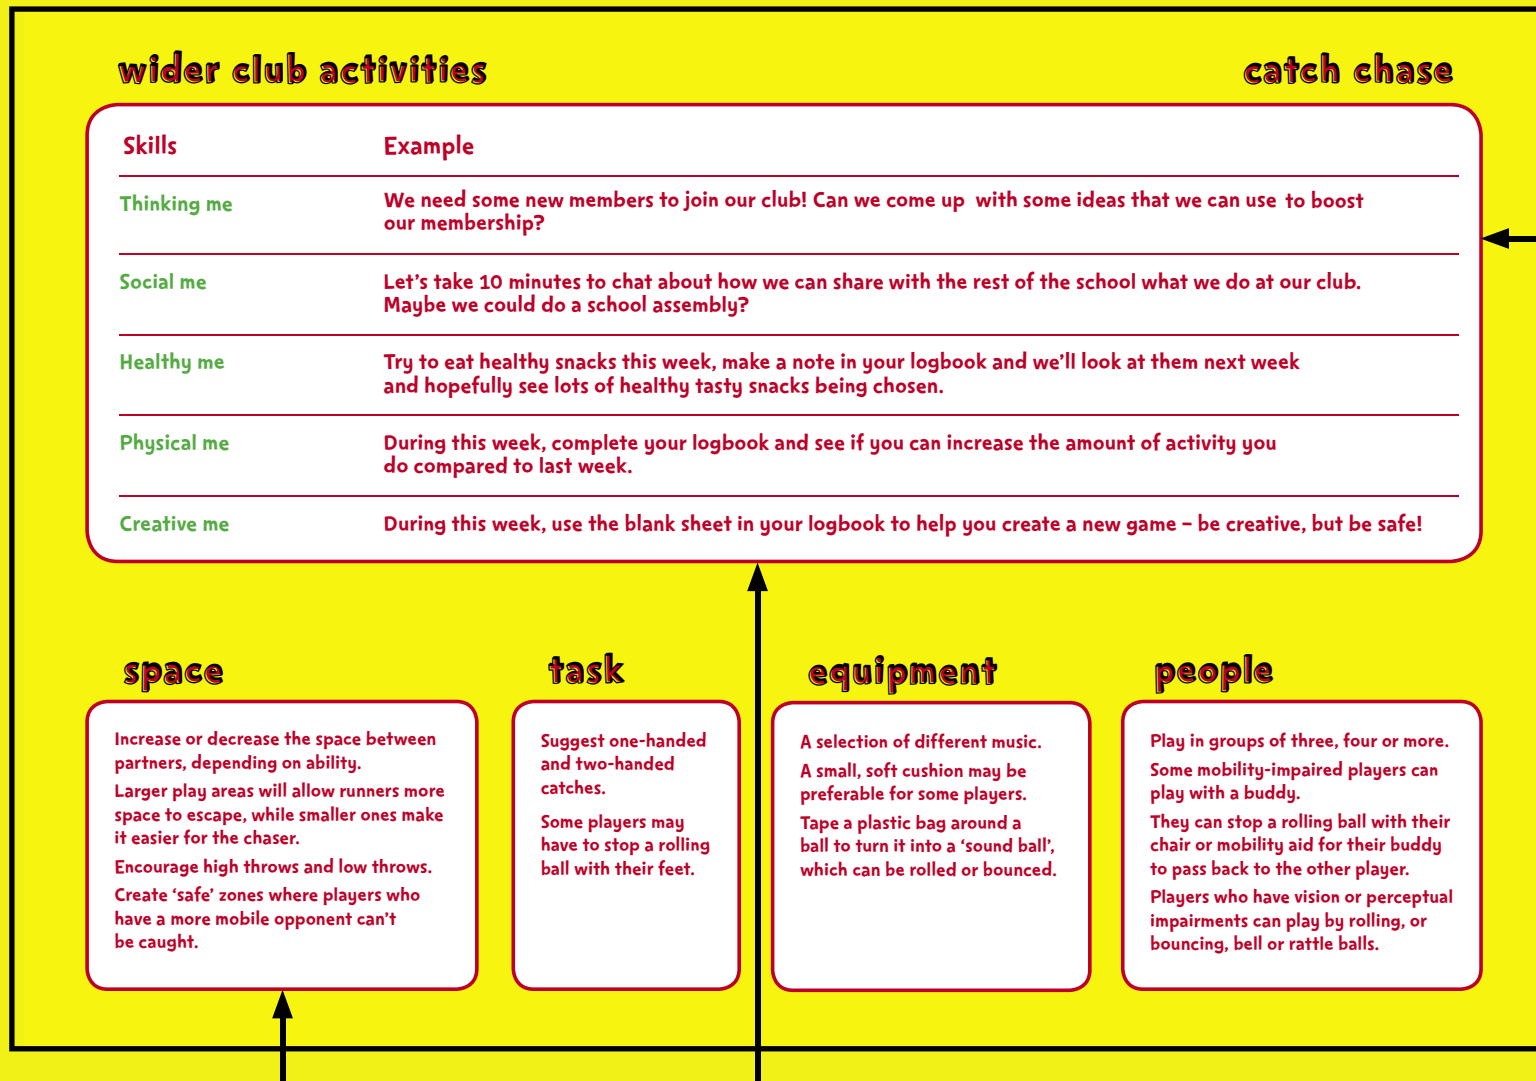 wider club activities
catch chase
Skills
Example
Thinking me
We need some new members to join our club! Can we come up with some ideas that we can use to boost
our membership?
Social me
Let's take 10 minutes to chat about how we can share with the rest of the school what we do at our club.
Maybe we could do a school assembly?
Healthy me
Try to eat healthy snacks this week, make a note in your logbook and we'll look at them next week
and hopefully see lots of healthy tasty snacks being chosen.
Physical me
During this week, complete your logbook and see if you can increase the amount of activity you
do compared to last week.
Creative me
During this week, use the blank sheet in your logbook to help you create a new game – be creative, but be safe!
space
Increase or decrease the space between
partners, depending on ability.
Larger play areas will allow runners more
space to escape, while smaller ones make
it easier for the chaser.
Encourage high throws and low throws.
Create ‘safe’ zones where players who
have a more mobile opponent can't
be caught.
task
Suggest one-handed
and two-handed
catches.
Some players may
have to stop a rolling
ball with their feet.
equipment
A selection of different music.
A small, soft cushion may be
preferable for some players.
Tape a plastic bag around a
ball to turn it into a ‘sound ball’,
which can be rolled or bounced.
people
Play in groups of three, four or more.
Some mobility-impaired players can
play with a buddy.
They can stop a rolling ball with their
chair or mobility aid for their buddy
to pass back to the other player.
Players who have vision or perceptual
impairments can play by rolling, or
bouncing, bell or rattle balls.